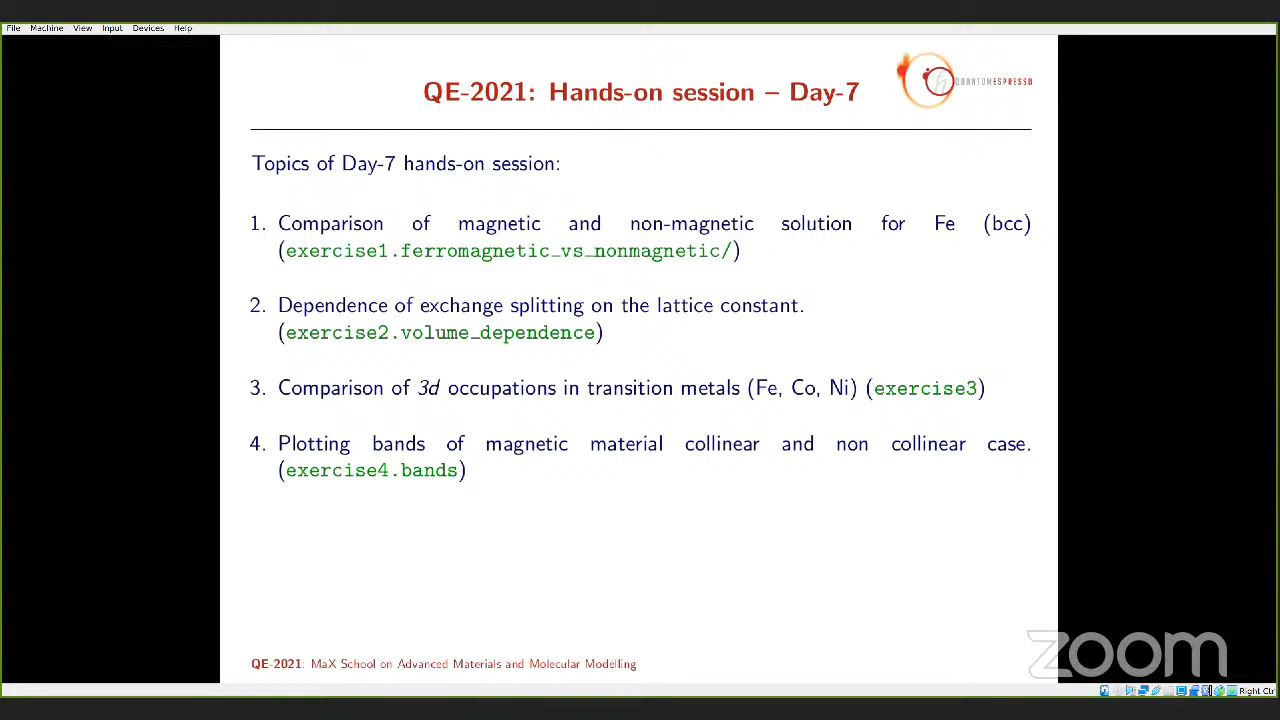 File Machine View Input Devices Help
QE-2021: Hands-on session – Day-7
QUANTUMESPRESSO
Topics of Day-7 hands-on session:
1. Comparison of magnetic and non-magnetic solution for Fe (bcc)
(exercise1.ferromagnetic_vs_nonmagnetic/)
2. Dependence of exchange splitting on the lattice constant.
(exercise2.volume_dependence)
3. Comparison of 3d occupations in transition metals (Fe, Co, Ni) (exercise3)
4. Plotting bands of magnetic material collinear and non collinear case.
(exercise4.bands)
QE-2021: MaX School on Advanced Materials and Molecular Modelling
zoom
Right Ctr